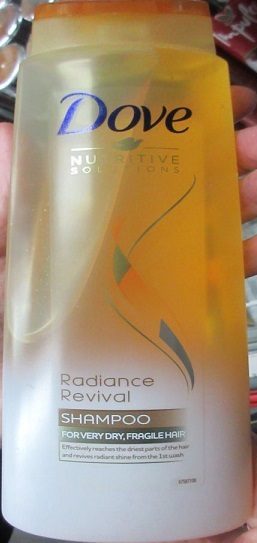 Dove
NUTRITIVE
SOLUTIONS
Radiance
Revival
SHAMPOO
FOR VERY DRY, FRAGILE HAIR
Effectively reaches the driest parts of the hair
and revives radiant shine from the 1st wash